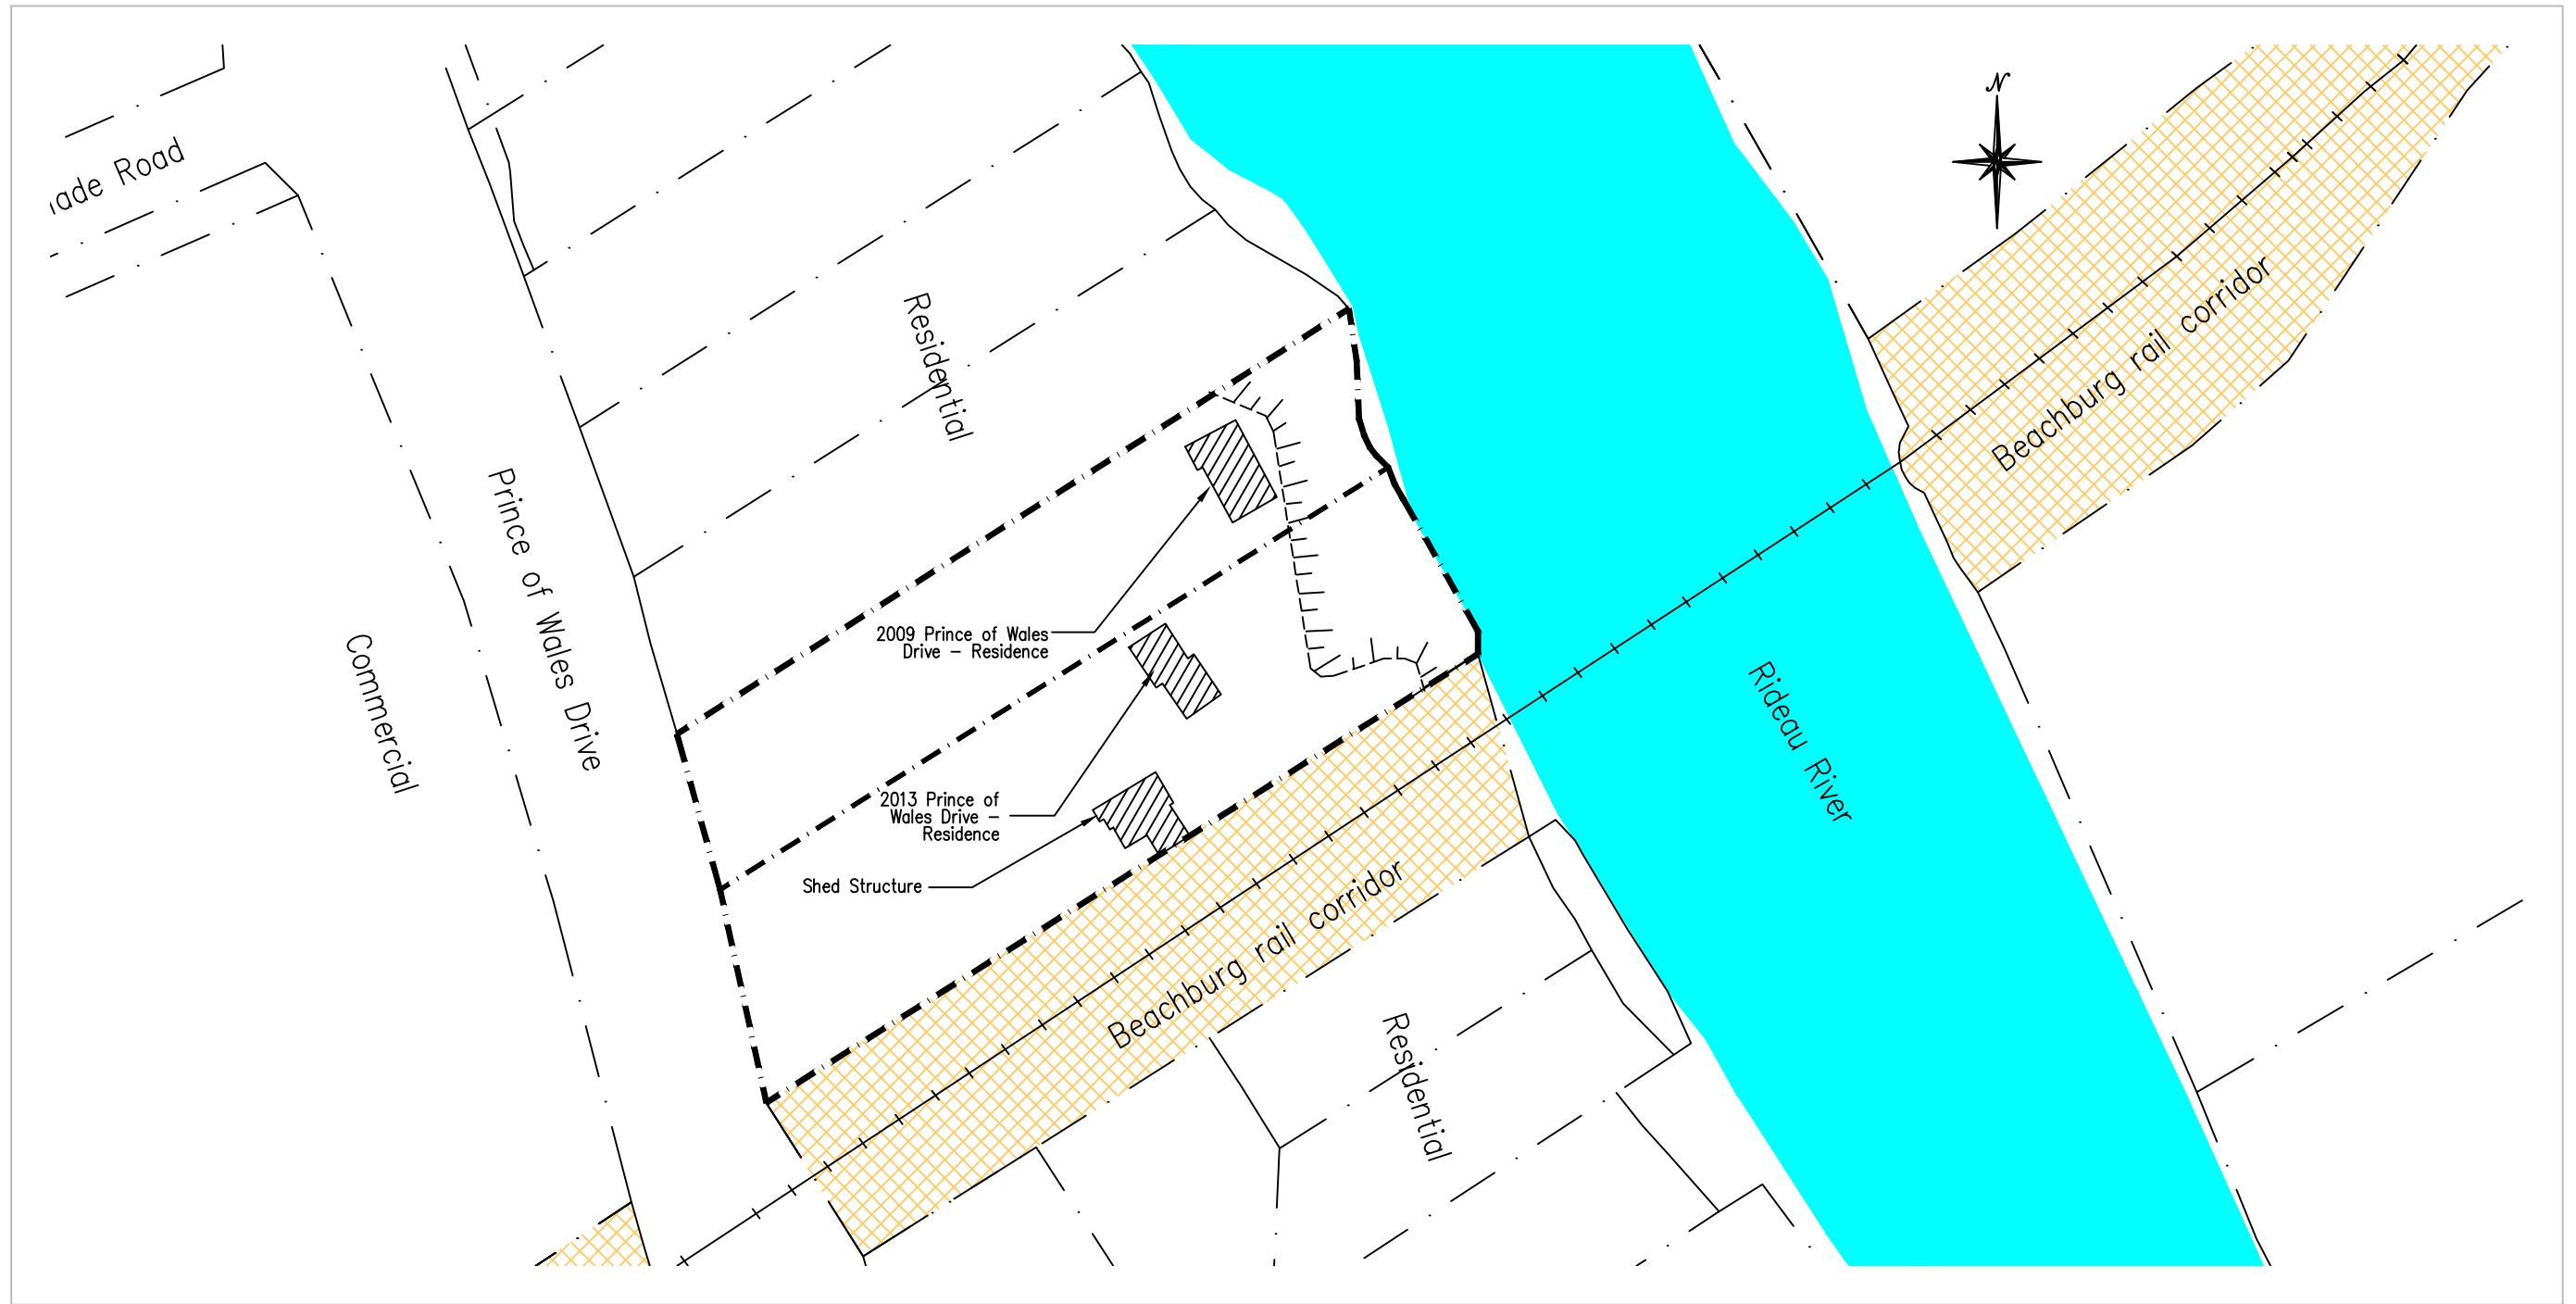 N
Road
Beachburg rail corridor
Residential
Prince of Wales Drive
2009 Prince of Wales
Drive – Residence
Commercial
Rideau River
2013 Prince of
Wales Drive –
Residence
Shed Structure
Beachburg rail corridor
Residential